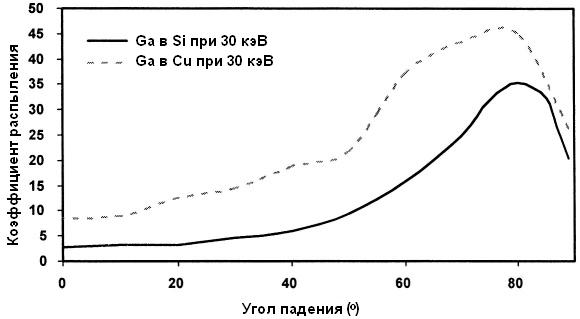 50
45
40
35
30
25
20
15
10
5
0
Коэффициент распыления
Ga в Si при 30 кэВ
Ga в Cu при 30 кэВ
0 20 40 60 80
Угол падения (º)